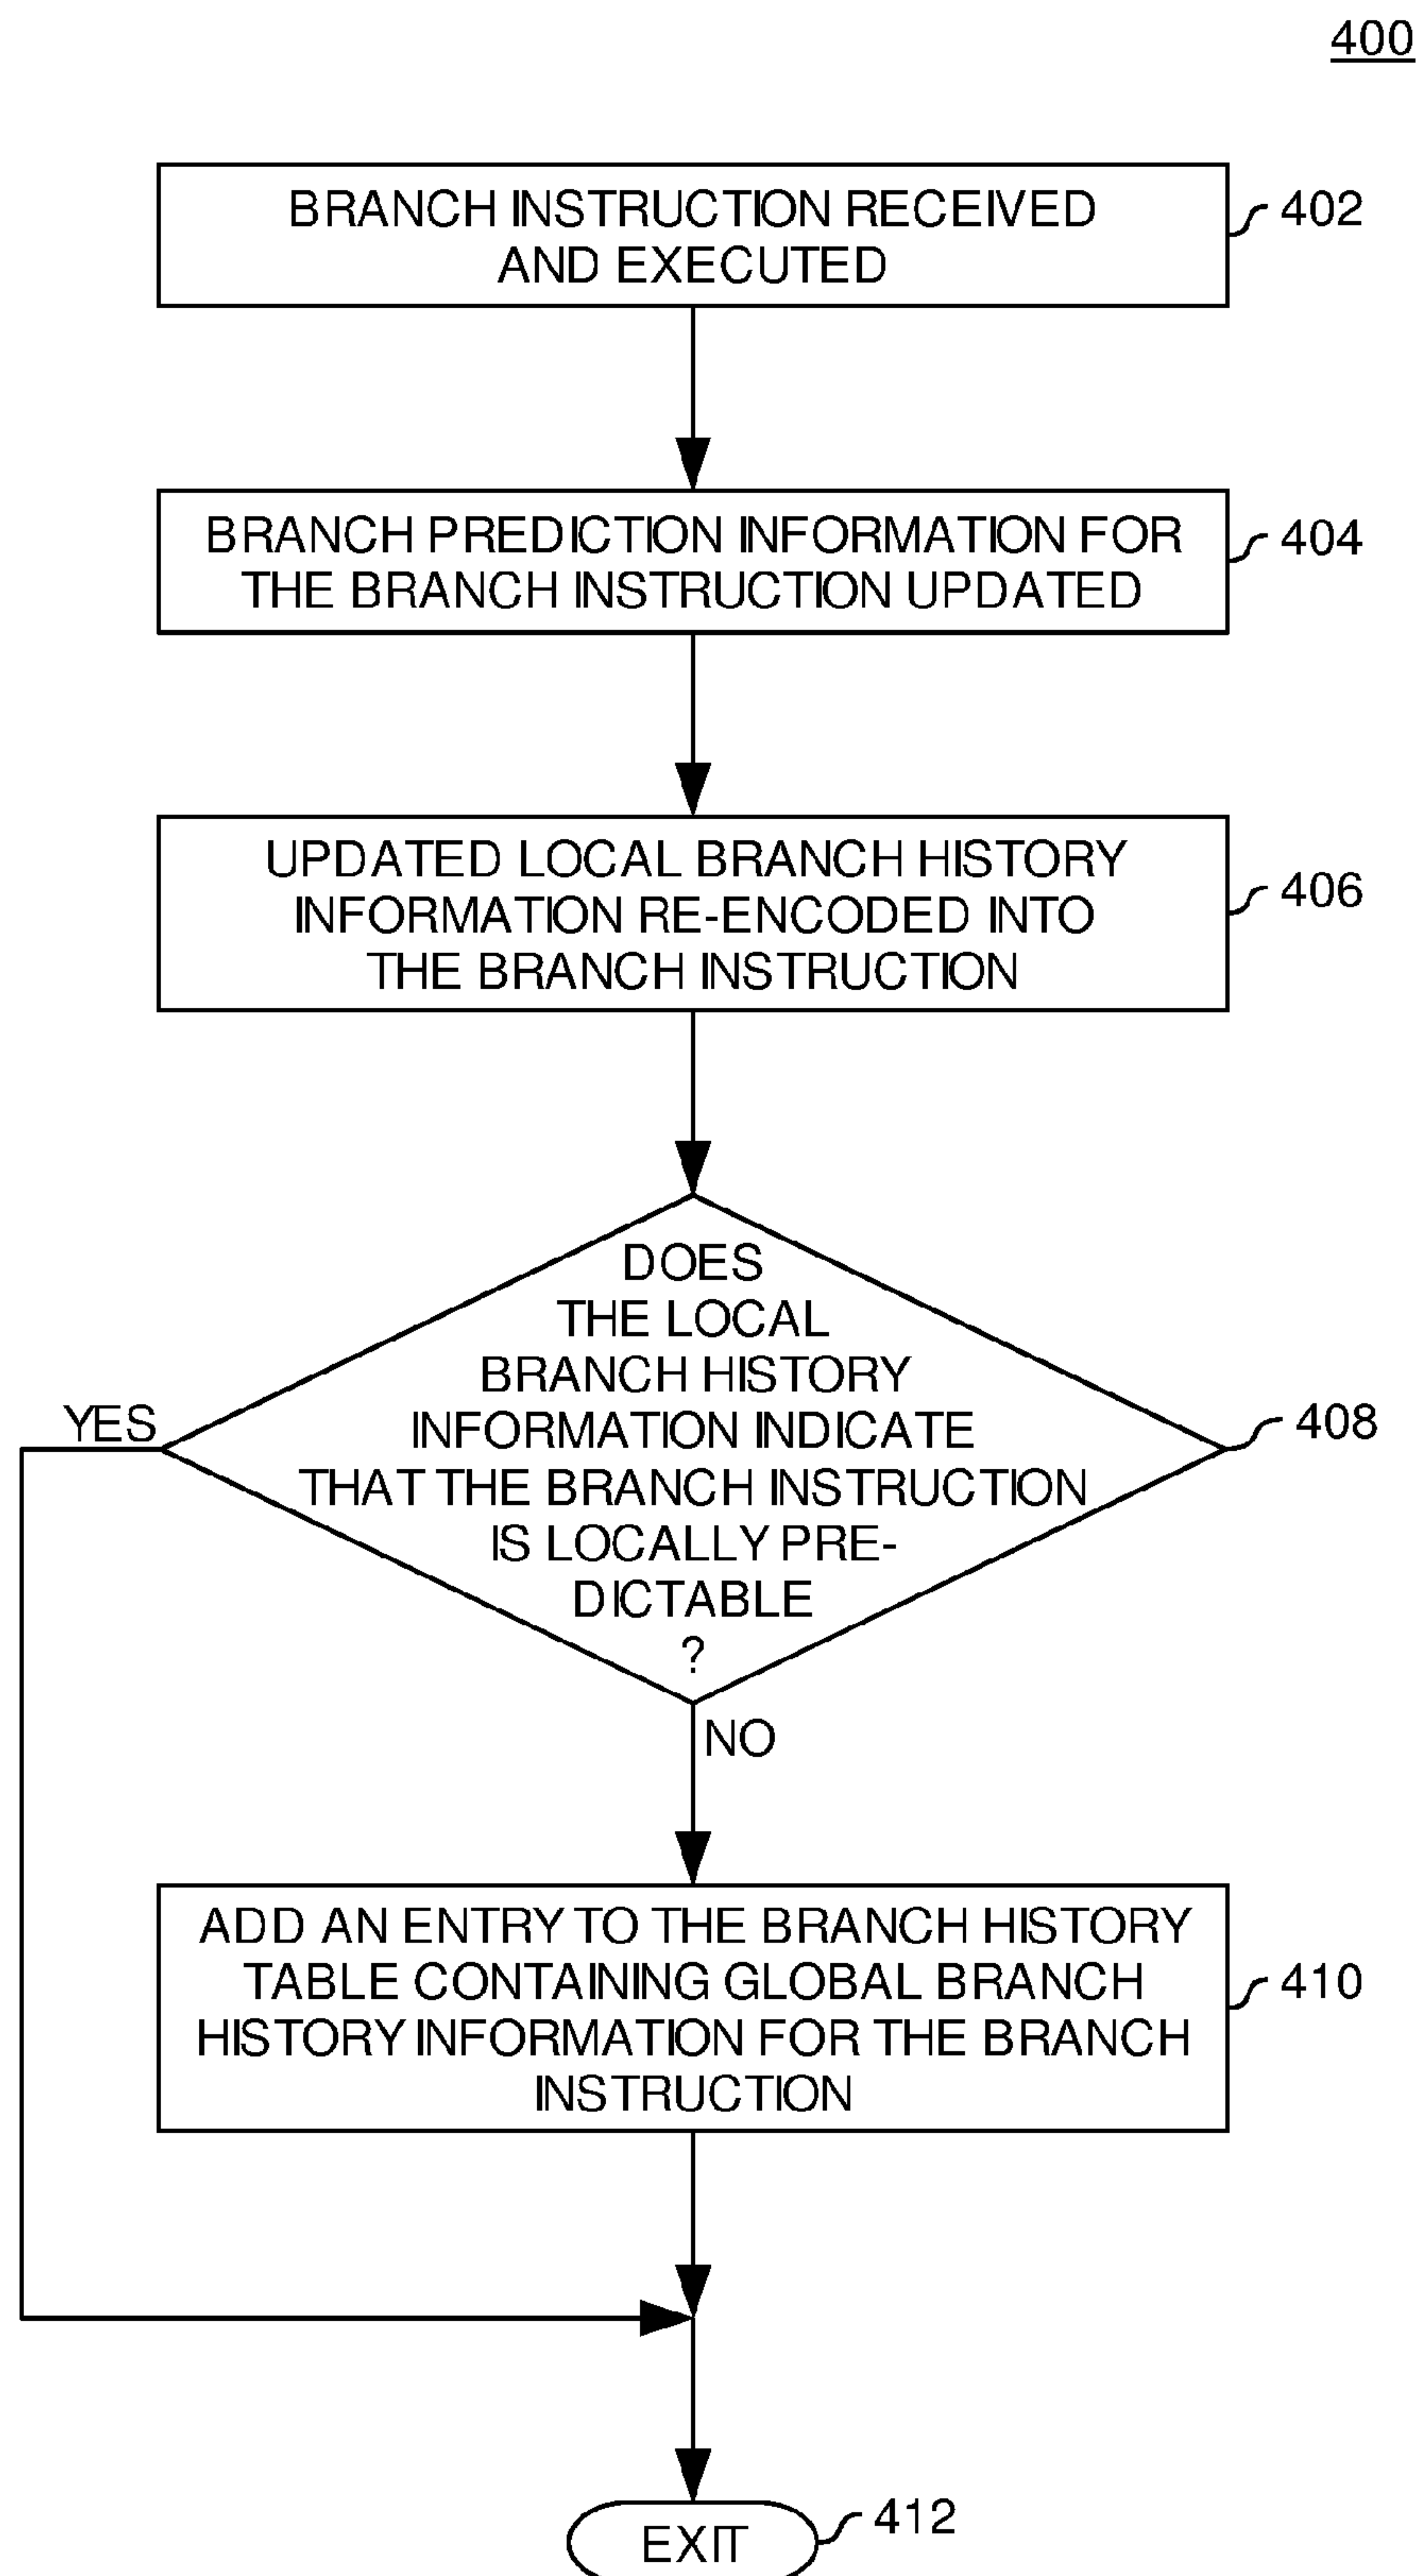 400
BRANCH INSTRUCTION RECEIVED
AND EXECUTED
402
BRANCH PREDICTION INFORMATION FOR
THE BRANCH INSTRUCTION UPDATED
404
UPDATED LOCAL BRANCH HISTORY
INFORMATION RE-ENCODED INTO
THE BRANCH INSTRUCTION
406
DOES
THE LOCAL
BRANCH HISTORY
INFORMATION INDICATE
THAT THE BRANCH INSTRUCTION
IS LOCALLY PRE-
DICTABLE
?
YES
408
NO
ADD AN ENTRY TO THE BRANCH HISTORY
TABLE CONTAINING GLOBAL BRANCH
HISTORY INFORMATION FOR THE BRANCH
INSTRUCTION
410
EXIT
412